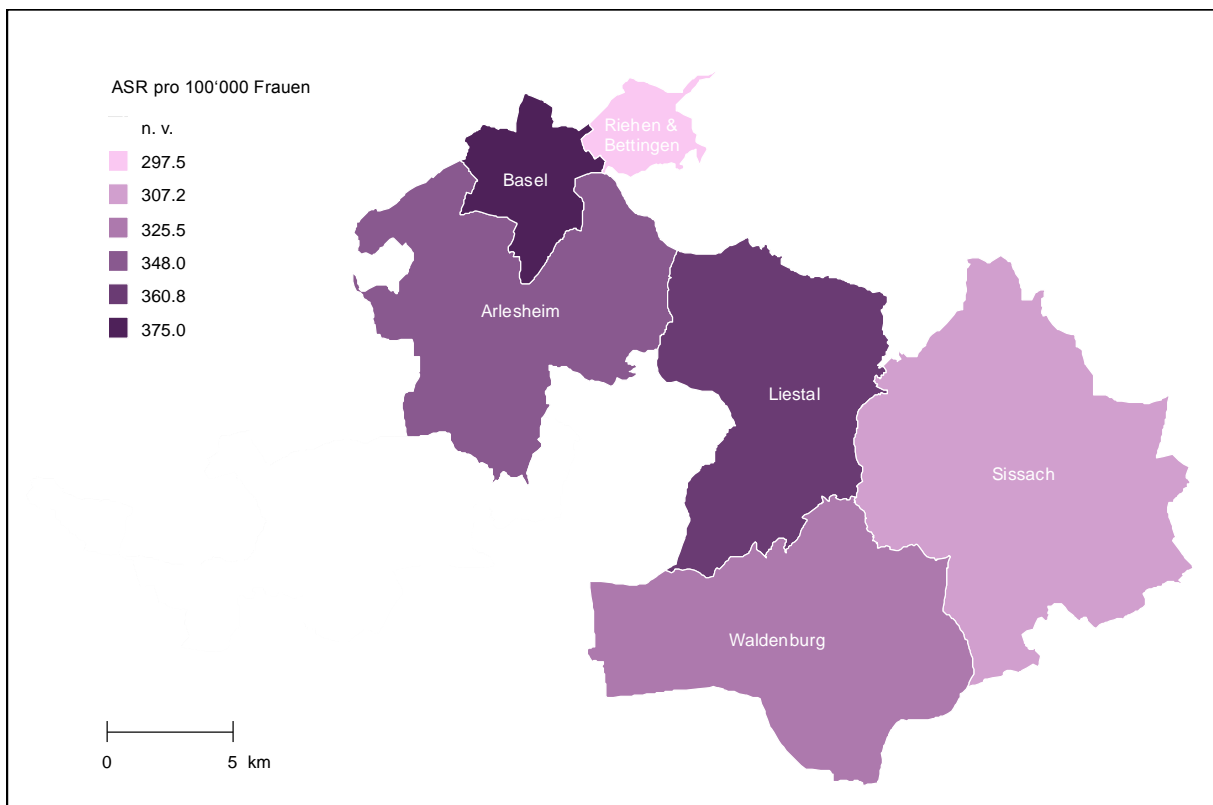 ASR pro 100‘000 Frauen
n. v.
297.5
307.2
325.5
348.0
360.8
375.0
Riehen &
Bettingen
Basel
Arlesheim
Liestal
Sissach
Waldenburg
0 5 km